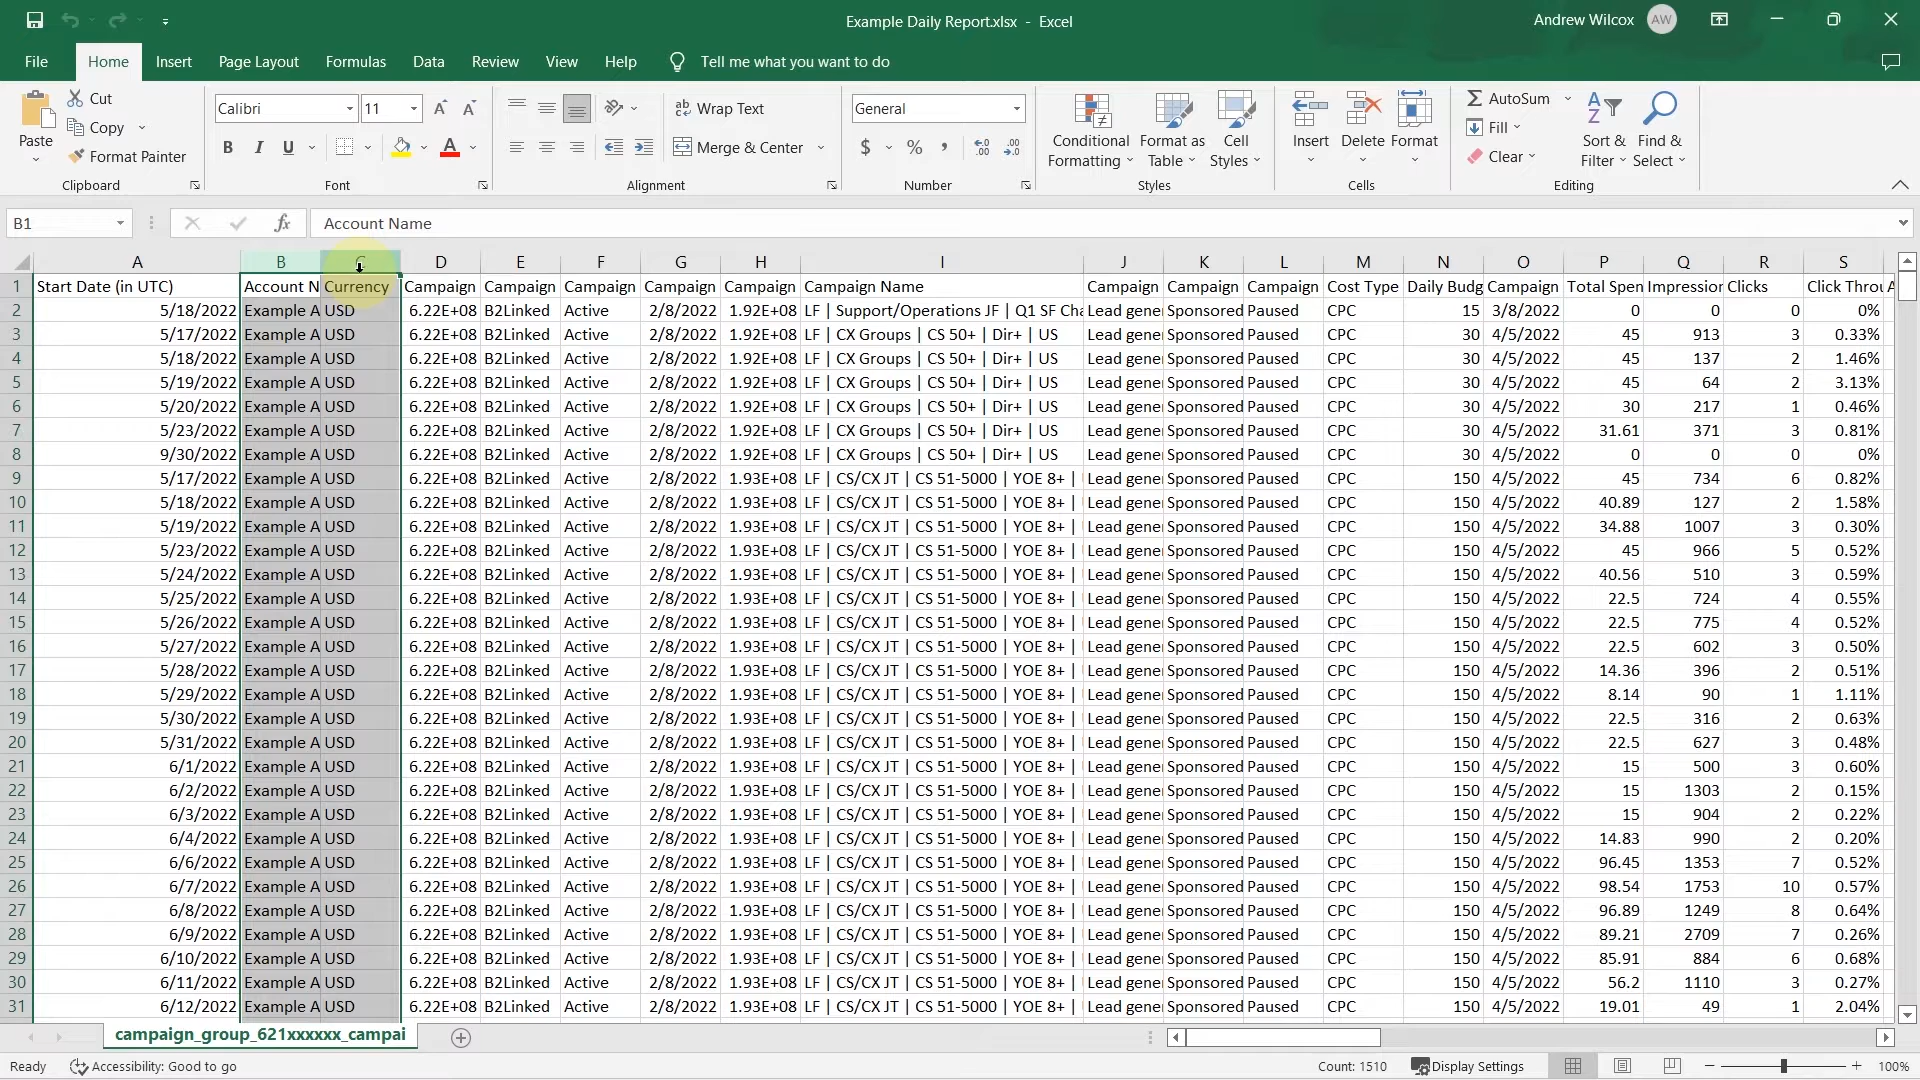 Example Daily Report.xlsx - Excel
Andrew Wilcox AW
File Home Insert Page Layout Formulas Data Review View Help Tell me what you want to do
Paste
Cut
Copy
Format Painter
Clipboard
Calibri 11
B I U A
Font
ab Wrap Text
Merge & Center
Alignment
General
$ % ,
Number
Conditional Formatting
Format as Table
Cell Styles
Styles
Insert
Delete
Format
Cells
AutoSum
Fill
Clear
Sort & Filter
Find & Select
Editing
B1 fx Account Name
A B C D E F G H I J K L M N O P Q R S
1 Start Date (in UTC) Account N Currency Campaign Campaign Campaign Campaign Campaign Campaign Name Campaign Campaign Campaign Cost Type Daily Budg Campaign Total Spen Impression Clicks Click Throu A
2 5/18/2022 Example A USD 6.22E+08 B2Linked Active 2/8/2022 1.92E+08 LF | Support/Operations JF | Q1 SF Cha Lead gener Sponsored Paused CPC 15 3/8/2022 0 0 0 0%
3 5/17/2022 Example A USD 6.22E+08 B2Linked Active 2/8/2022 1.92E+08 LF | CX Groups | CS 50+ | Dir+ | US Lead gener Sponsored Paused CPC 30 4/5/2022 45 913 3 0.33%
4 5/18/2022 Example A USD 6.22E+08 B2Linked Active 2/8/2022 1.92E+08 LF | CX Groups | CS 50+ | Dir+ | US Lead gener Sponsored Paused CPC 30 4/5/2022 45 137 2 1.46%
5 5/19/2022 Example A USD 6.22E+08 B2Linked Active 2/8/2022 1.92E+08 LF | CX Groups | CS 50+ | Dir+ | US Lead gener Sponsored Paused CPC 30 4/5/2022 45 64 2 3.13%
6 5/20/2022 Example A USD 6.22E+08 B2Linked Active 2/8/2022 1.92E+08 LF | CX Groups | CS 50+ | Dir+ | US Lead gener Sponsored Paused CPC 30 4/5/2022 30 217 1 0.46%
7 5/23/2022 Example A USD 6.22E+08 B2Linked Active 2/8/2022 1.92E+08 LF | CX Groups | CS 50+ | Dir+ | US Lead gener Sponsored Paused CPC 30 4/5/2022 31.61 371 3 0.81%
8 9/30/2022 Example A USD 6.22E+08 B2Linked Active 2/8/2022 1.92E+08 LF | CX Groups | CS 50+ | Dir+ | US Lead gener Sponsored Paused CPC 30 4/5/2022 0 0 0 0%
9 5/17/2022 Example A USD 6.22E+08 B2Linked Active 2/8/2022 1.93E+08 LF | CS/CX JT | CS 51-5000 | YOE 8+ | Lead gener Sponsored Paused CPC 150 4/5/2022 45 734 6 0.82%
10 5/18/2022 Example A USD 6.22E+08 B2Linked Active 2/8/2022 1.93E+08 LF | CS/CX JT | CS 51-5000 | YOE 8+ | Lead gener Sponsored Paused CPC 150 4/5/2022 40.89 127 2 1.58%
11 5/19/2022 Example A USD 6.22E+08 B2Linked Active 2/8/2022 1.93E+08 LF | CS/CX JT | CS 51-5000 | YOE 8+ | Lead gener Sponsored Paused CPC 150 4/5/2022 34.88 1007 3 0.30%
12 5/23/2022 Example A USD 6.22E+08 B2Linked Active 2/8/2022 1.93E+08 LF | CS/CX JT | CS 51-5000 | YOE 8+ | Lead gener Sponsored Paused CPC 150 4/5/2022 45 966 5 0.52%
13 5/24/2022 Example A USD 6.22E+08 B2Linked Active 2/8/2022 1.93E+08 LF | CS/CX JT | CS 51-5000 | YOE 8+ | Lead gener Sponsored Paused CPC 150 4/5/2022 40.56 510 3 0.59%
14 5/25/2022 Example A USD 6.22E+08 B2Linked Active 2/8/2022 1.93E+08 LF | CS/CX JT | CS 51-5000 | YOE 8+ | Lead gener Sponsored Paused CPC 150 4/5/2022 22.5 724 4 0.55%
15 5/26/2022 Example A USD 6.22E+08 B2Linked Active 2/8/2022 1.93E+08 LF | CS/CX JT | CS 51-5000 | YOE 8+ | Lead gener Sponsored Paused CPC 150 4/5/2022 22.5 775 4 0.52%
16 5/27/2022 Example A USD 6.22E+08 B2Linked Active 2/8/2022 1.93E+08 LF | CS/CX JT | CS 51-5000 | YOE 8+ | Lead gener Sponsored Paused CPC 150 4/5/2022 22.5 602 3 0.50%
17 5/28/2022 Example A USD 6.22E+08 B2Linked Active 2/8/2022 1.93E+08 LF | CS/CX JT | CS 51-5000 | YOE 8+ | Lead gener Sponsored Paused CPC 150 4/5/2022 14.36 396 2 0.51%
18 5/29/2022 Example A USD 6.22E+08 B2Linked Active 2/8/2022 1.93E+08 LF | CS/CX JT | CS 51-5000 | YOE 8+ | Lead gener Sponsored Paused CPC 150 4/5/2022 8.14 90 1 1.11%
19 5/30/2022 Example A USD 6.22E+08 B2Linked Active 2/8/2022 1.93E+08 LF | CS/CX JT | CS 51-5000 | YOE 8+ | Lead gener Sponsored Paused CPC 150 4/5/2022 22.5 316 2 0.63%
20 5/31/2022 Example A USD 6.22E+08 B2Linked Active 2/8/2022 1.93E+08 LF | CS/CX JT | CS 51-5000 | YOE 8+ | Lead gener Sponsored Paused CPC 150 4/5/2022 22.5 627 3 0.48%
21 6/1/2022 Example A USD 6.22E+08 B2Linked Active 2/8/2022 1.93E+08 LF | CS/CX JT | CS 51-5000 | YOE 8+ | Lead gener Sponsored Paused CPC 150 4/5/2022 15 500 3 0.60%
22 6/2/2022 Example A USD 6.22E+08 B2Linked Active 2/8/2022 1.93E+08 LF | CS/CX JT | CS 51-5000 | YOE 8+ | Lead gener Sponsored Paused CPC 150 4/5/2022 15 1303 2 0.15%
23 6/3/2022 Example A USD 6.22E+08 B2Linked Active 2/8/2022 1.93E+08 LF | CS/CX JT | CS 51-5000 | YOE 8+ | Lead gener Sponsored Paused CPC 150 4/5/2022 15 904 2 0.22%
24 6/4/2022 Example A USD 6.22E+08 B2Linked Active 2/8/2022 1.93E+08 LF | CS/CX JT | CS 51-5000 | YOE 8+ | Lead gener Sponsored Paused CPC 150 4/5/2022 14.83 990 2 0.20%
25 6/6/2022 Example A USD 6.22E+08 B2Linked Active 2/8/2022 1.93E+08 LF | CS/CX JT | CS 51-5000 | YOE 8+ | Lead gener Sponsored Paused CPC 150 4/5/2022 96.45 1353 7 0.52%
26 6/7/2022 Example A USD 6.22E+08 B2Linked Active 2/8/2022 1.93E+08 LF | CS/CX JT | CS 51-5000 | YOE 8+ | Lead gener Sponsored Paused CPC 150 4/5/2022 98.54 1753 10 0.57%
27 6/8/2022 Example A USD 6.22E+08 B2Linked Active 2/8/2022 1.93E+08 LF | CS/CX JT | CS 51-5000 | YOE 8+ | Lead gener Sponsored Paused CPC 150 4/5/2022 96.89 1249 8 0.64%
28 6/9/2022 Example A USD 6.22E+08 B2Linked Active 2/8/2022 1.93E+08 LF | CS/CX JT | CS 51-5000 | YOE 8+ | Lead gener Sponsored Paused CPC 150 4/5/2022 89.21 2709 7 0.26%
29 6/10/2022 Example A USD 6.22E+08 B2Linked Active 2/8/2022 1.93E+08 LF | CS/CX JT | CS 51-5000 | YOE 8+ | Lead gener Sponsored Paused CPC 150 4/5/2022 85.91 884 6 0.68%
30 6/11/2022 Example A USD 6.22E+08 B2Linked Active 2/8/2022 1.93E+08 LF | CS/CX JT | CS 51-5000 | YOE 8+ | Lead gener Sponsored Paused CPC 150 4/5/2022 56.2 1110 3 0.27%
31 6/12/2022 Example A USD 6.22E+08 B2Linked Active 2/8/2022 1.93E+08 LF | CS/CX JT | CS 51-5000 | YOE 8+ | Lead gener Sponsored Paused CPC 150 4/5/2022 19.01 49 1 2.04%
campaign_group_621xxxxxx_campai
Ready Accessibility: Good to go Count: 1510 Display Settings 100%